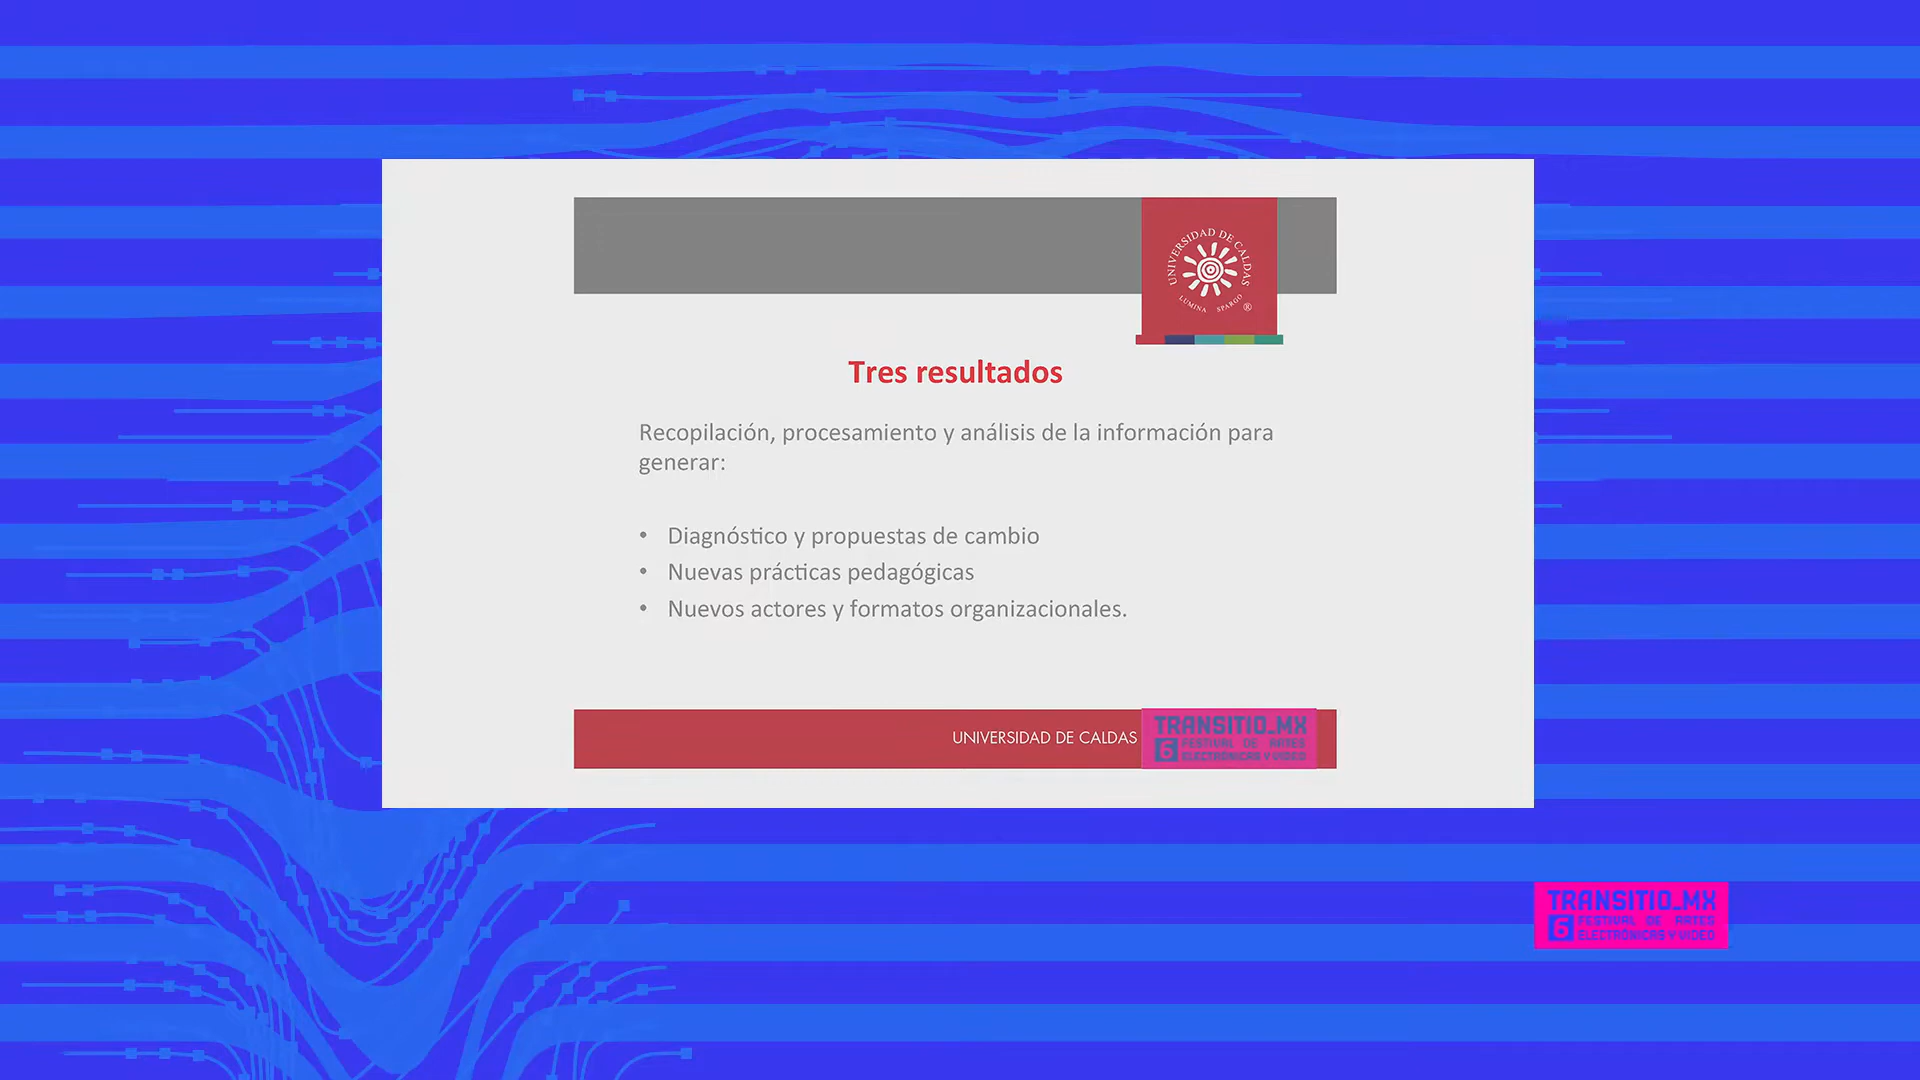 UNIVERSIDAD DE CALDAS
LUMINA SPARGO
®
Tres resultados
Recopilación, procesamiento y análisis de la información para
generar:
• Diagnóstico y propuestas de cambio
• Nuevas prácticas pedagógicas
• Nuevos actores y formatos organizacionales.
UNIVERSIDAD DE CALDAS
TRANSITIO_MX
6 FESTIVAL DE ARTES
ELECTRÓNICAS Y VIDEO
TRANSITIO_MX
6 FESTIVAL DE ARTES
ELECTRÓNICAS Y VIDEO